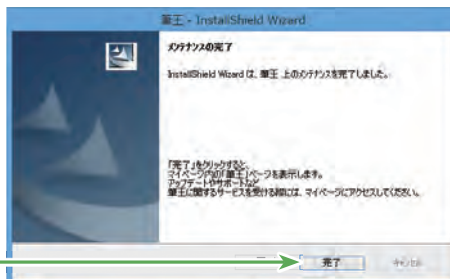 筆王 - InstallShield Wizard
メンテナンスの完了
InstallShield Wizard は、筆王 上のメンテナンスを完了しました。
「完了」をクリックすると、
マイページ内の「筆王」ページを表示します。
アップデートやサポートなど
筆王に関するサービスを受ける際には、マイページにアクセスしてください。
完了
キャンセル